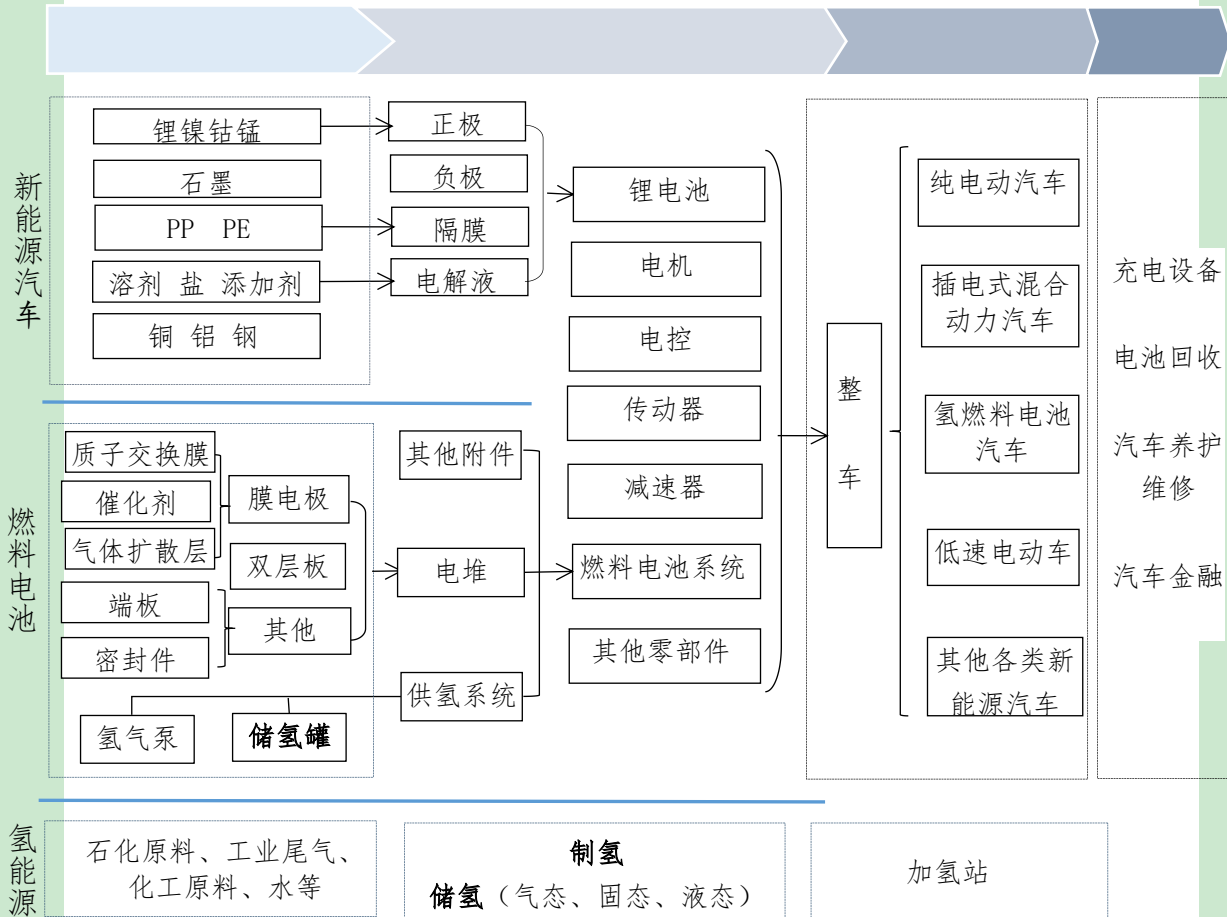 新能源汽车
锂镍钴锰
石墨
PP PE
溶剂 盐 添加剂
铜 铝 钢
正极
负极
隔膜
电解液
锂电池
电机
电控
传动器
减速器
燃料电池系统
其他零部件
整车
纯电动汽车
插电式混合
动力汽车
氢燃料电池
汽车
低速电动车
其他各类新
能源汽车
充电设备
电池回收
汽车养护
维修
汽车金融
燃料电池
质子交换膜
催化剂
气体扩散层
端板
密封件
膜电极
双层板
其他
氢气泵
储氢罐
其他附件
电堆
供氢系统
氢能源
石化原料、工业尾气、
化工原料、水等
制氢
储氢（气态、固态、液态）
加氢站